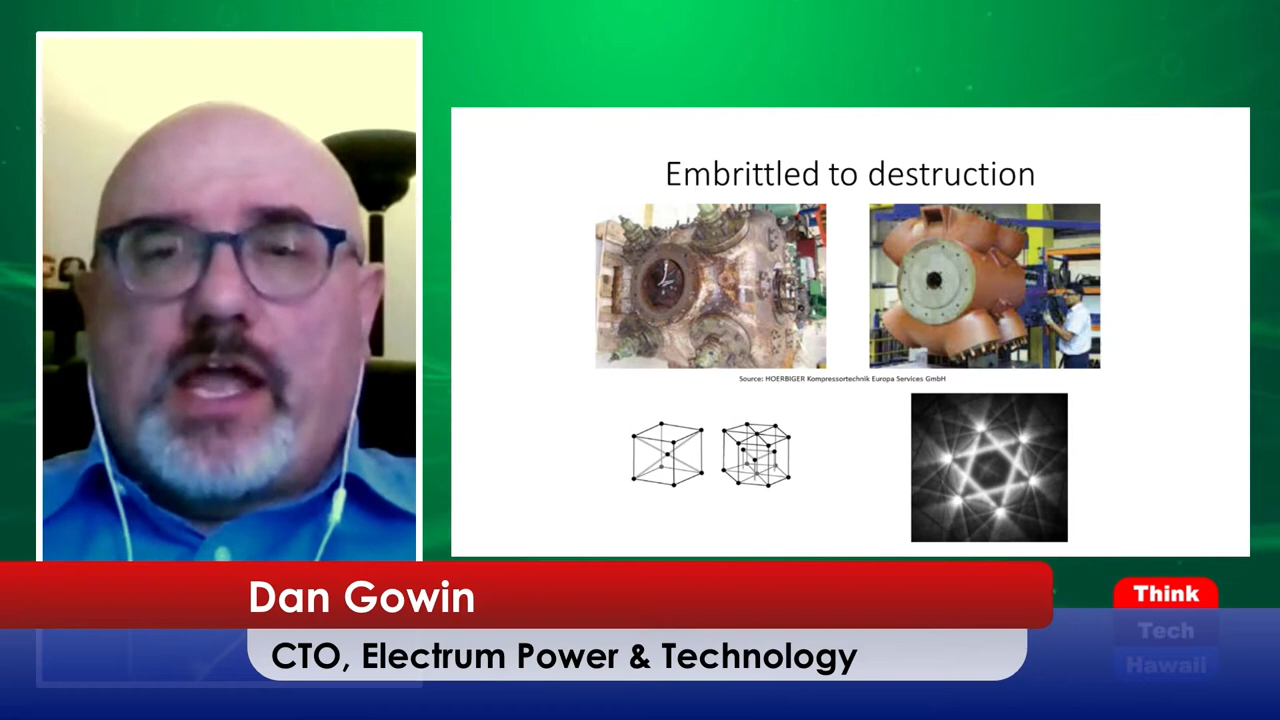 Embrittled to destruction
Source: HOERBIGER Kompressortechnik Europa Services GmbH
Dan Gowin
CTO, Electrum Power & Technology
Think
Tech
Hawaii